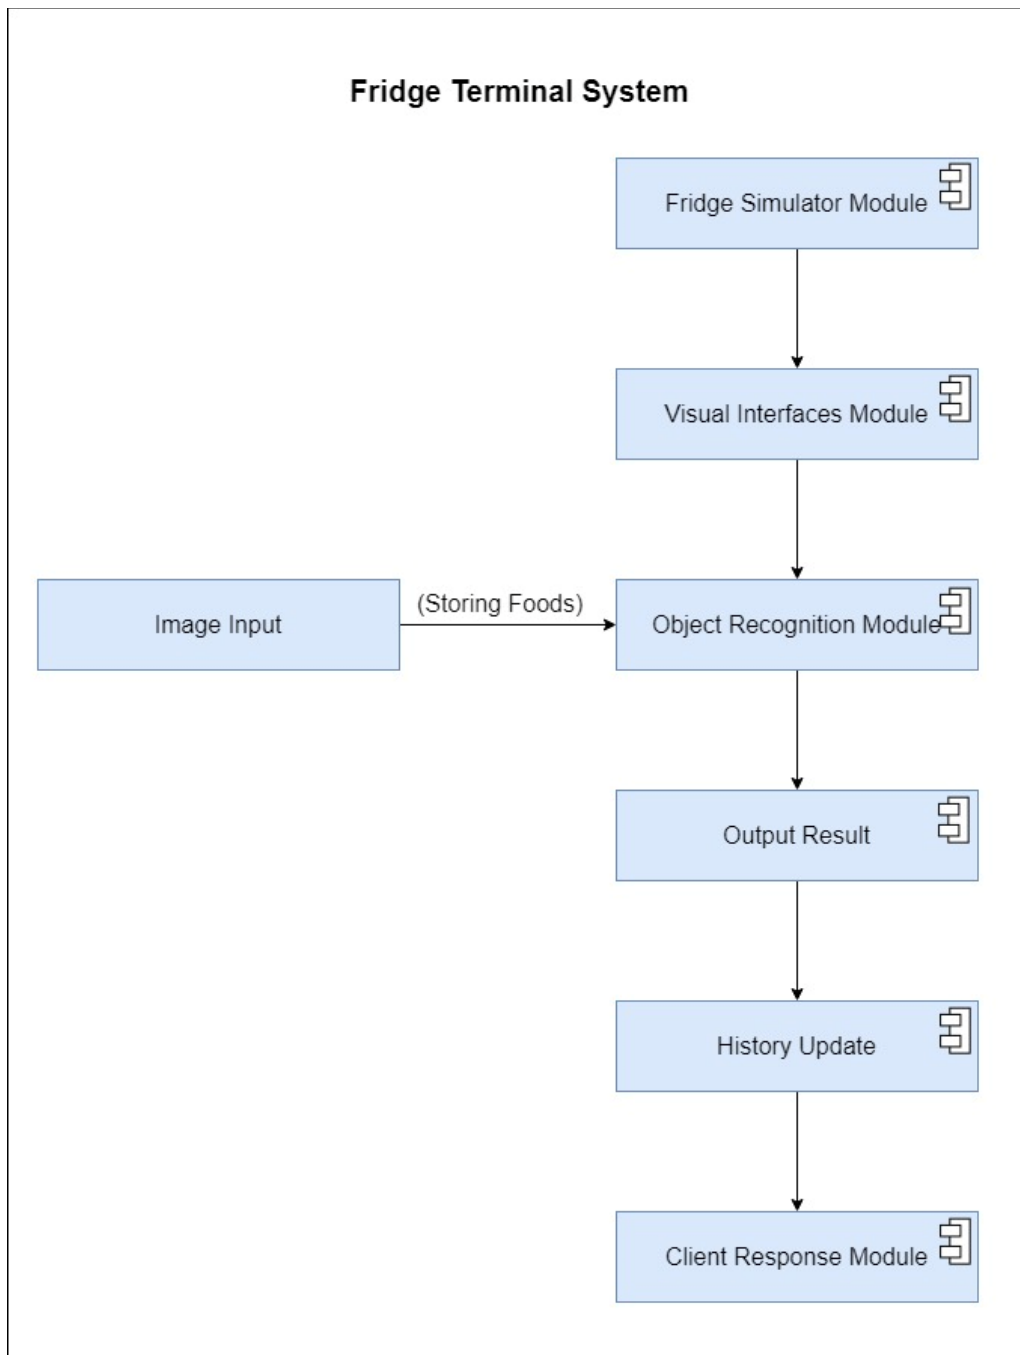 Fridge Terminal System
Fridge Simulator Module
Visual Interfaces Module
Image Input
(Storing Foods)
Object Recognition Module
Output Result
History Update
Client Response Module